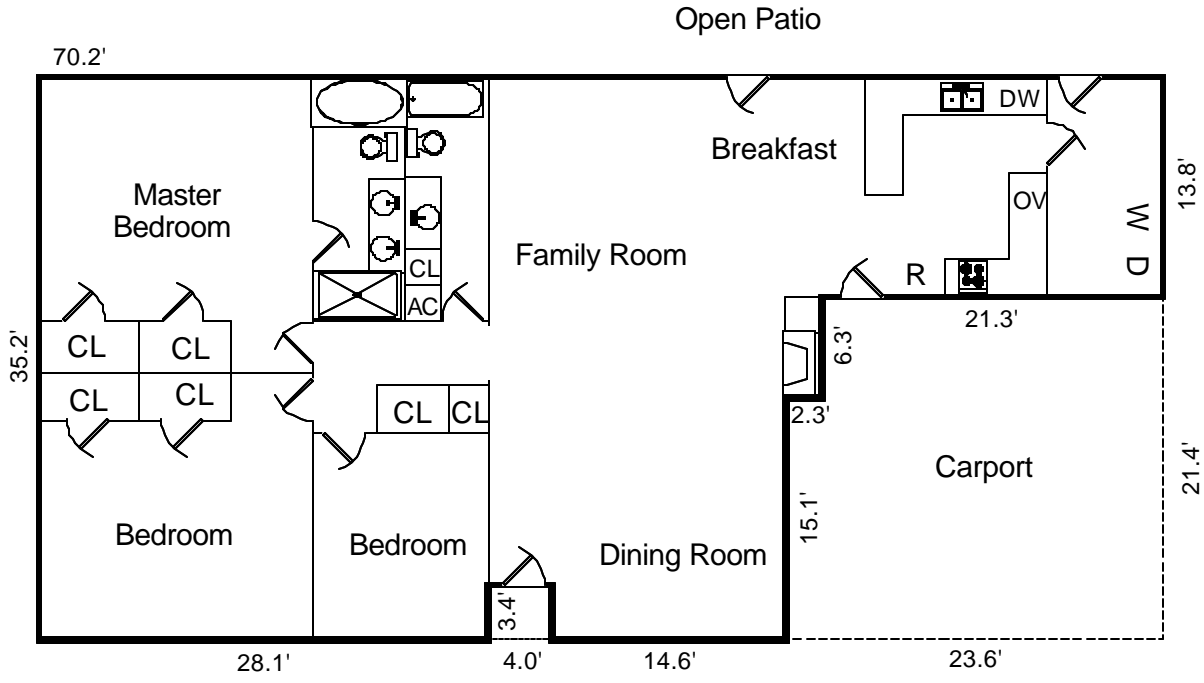 Open Patio
70.2'
DW
Breakfast
13.8'
Master
Bedroom
OV
W D
Family Room
CL
R
AC
21.3'
6.3'
35.2'
CL
CL
CL
CL
CL
CL
2.3'
Carport
21.4'
15.1'
Bedroom
Bedroom
Dining Room
3.4'
28.1'
4.0'
14.6'
23.6'